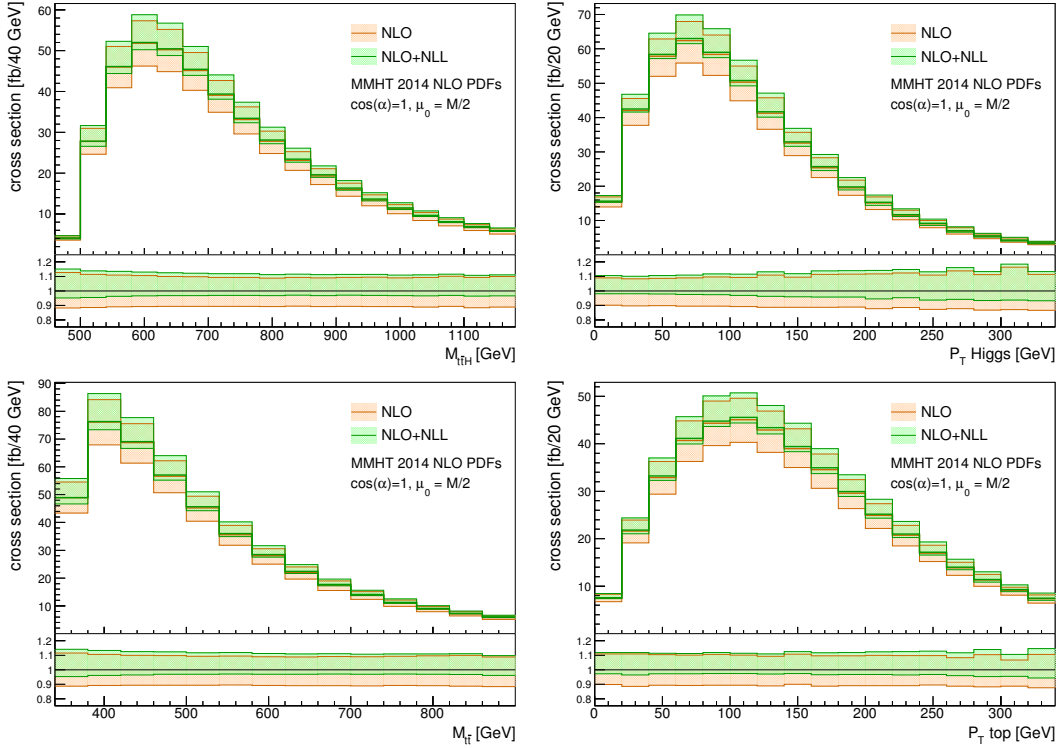 cross section [fb/40 GeV]
60
50
40
30
20
10
NLO
NLO+NLL
MMHT 2014 NLO PDFs
cos(α)=1, μ₀ = M/2
1.2
1.1
1
0.9
0.8
500 600 700 800 900 1000 1100
M_tt̄H [GeV]
cross section [fb/20 GeV]
70
60
50
40
30
20
10
NLO
NLO+NLL
MMHT 2014 NLO PDFs
cos(α)=1, μ₀ = M/2
1.2
1.1
1
0.9
0.8
0 50 100 150 200 250 300
P_T Higgs [GeV]
cross section [fb/40 GeV]
90
80
70
60
50
40
30
20
10
NLO
NLO+NLL
MMHT 2014 NLO PDFs
cos(α)=1, μ₀ = M/2
1.2
1.1
1
0.9
0.8
400 500 600 700 800
M_tt̄ [GeV]
cross section [fb/20 GeV]
50
40
30
20
10
NLO
NLO+NLL
MMHT 2014 NLO PDFs
cos(α)=1, μ₀ = M/2
1.2
1.1
1
0.9
0.8
0 50 100 150 200 250 300
P_T top [GeV]